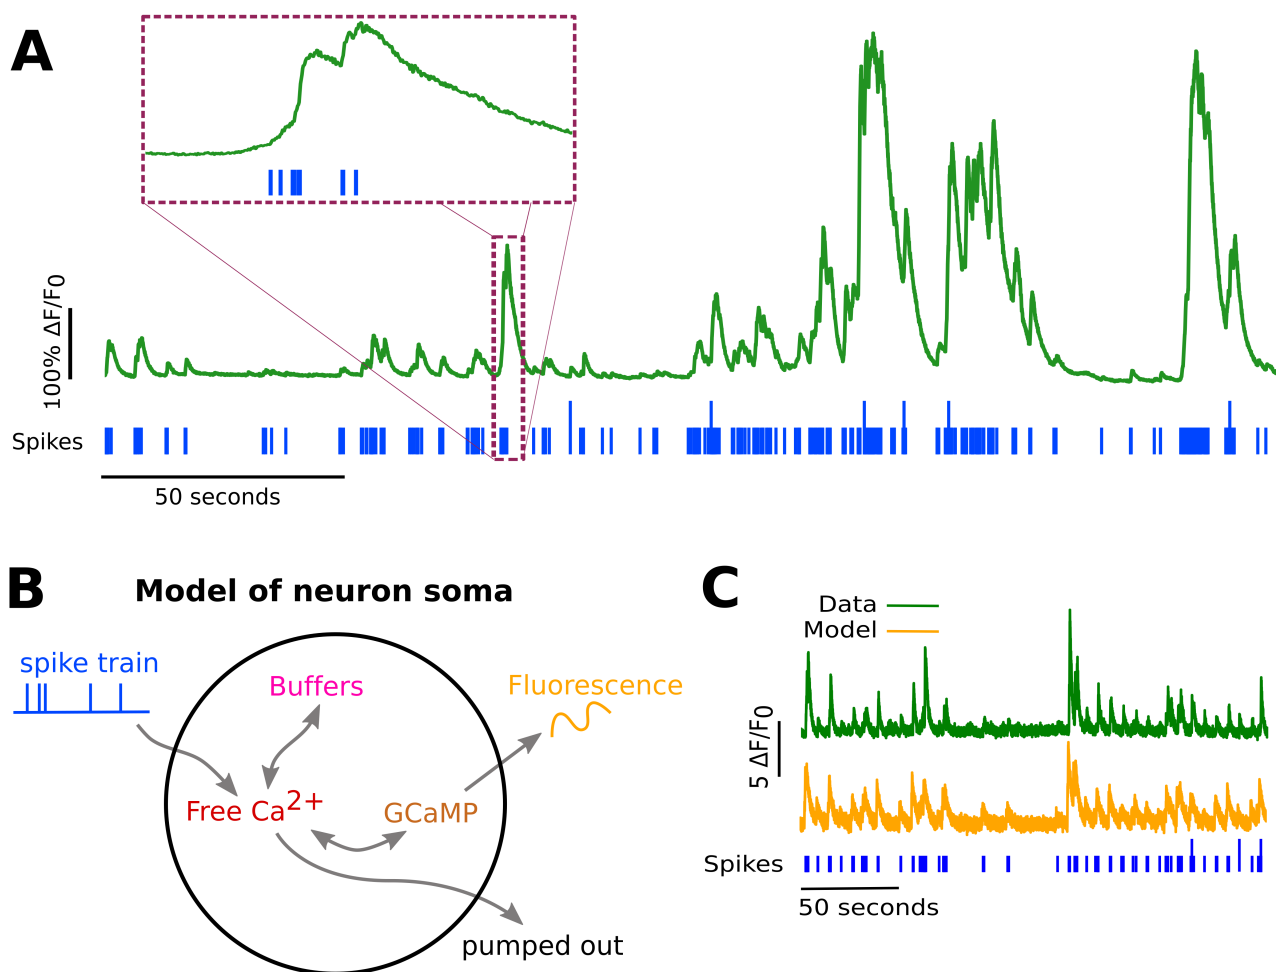 A
100% ΔF/F0
Spikes
50 seconds
B
Model of neuron soma
spike train
Buffers
Fluorescence
Free Ca2+
GCaMP
pumped out
C
Data
Model
5 ΔF/F0
Spikes
50 seconds